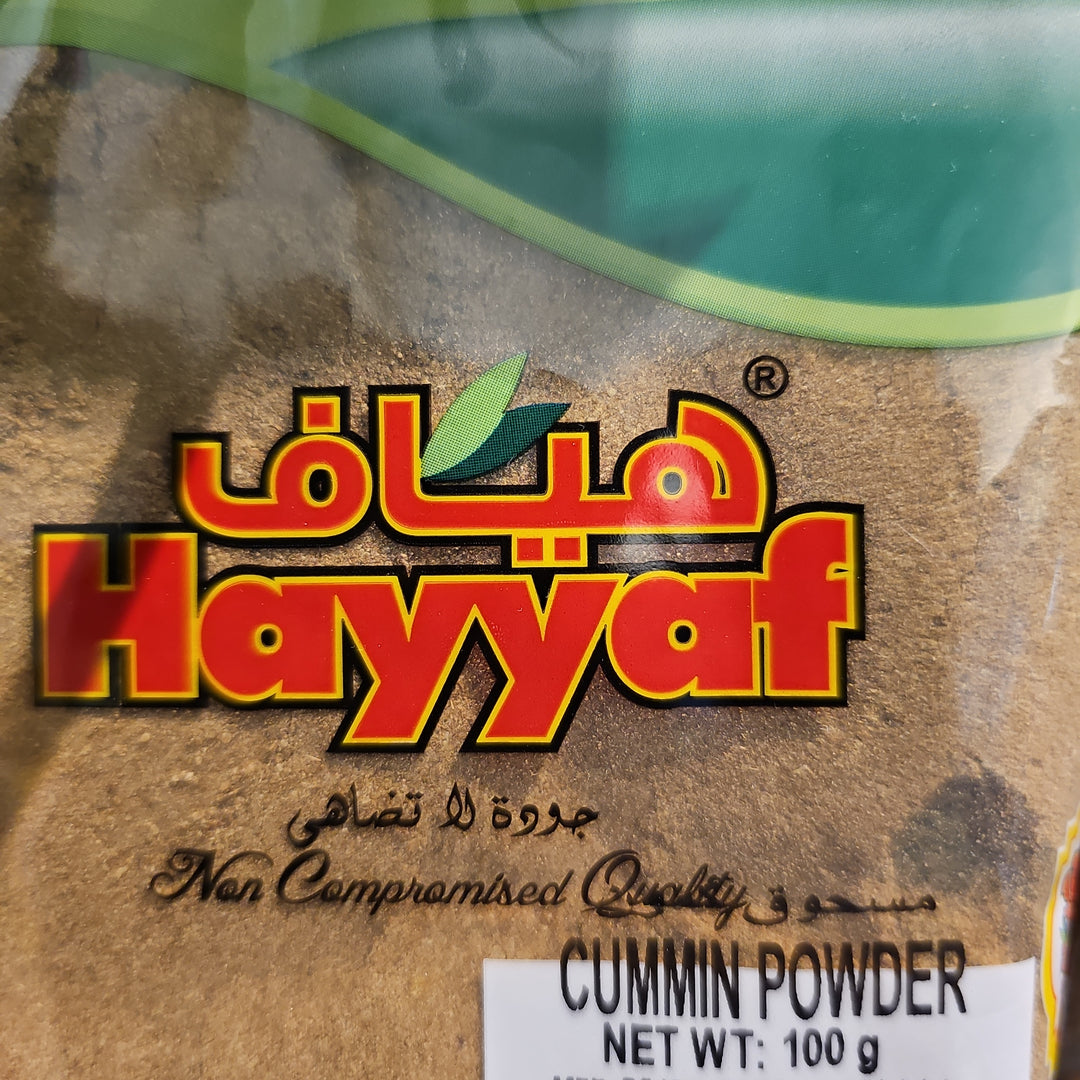 هياف ®
Hayyaf
جودة لا تضاهى
Non Compromised Quality
مسحوق
CUMMIN POWDER
NET WT: 100 g